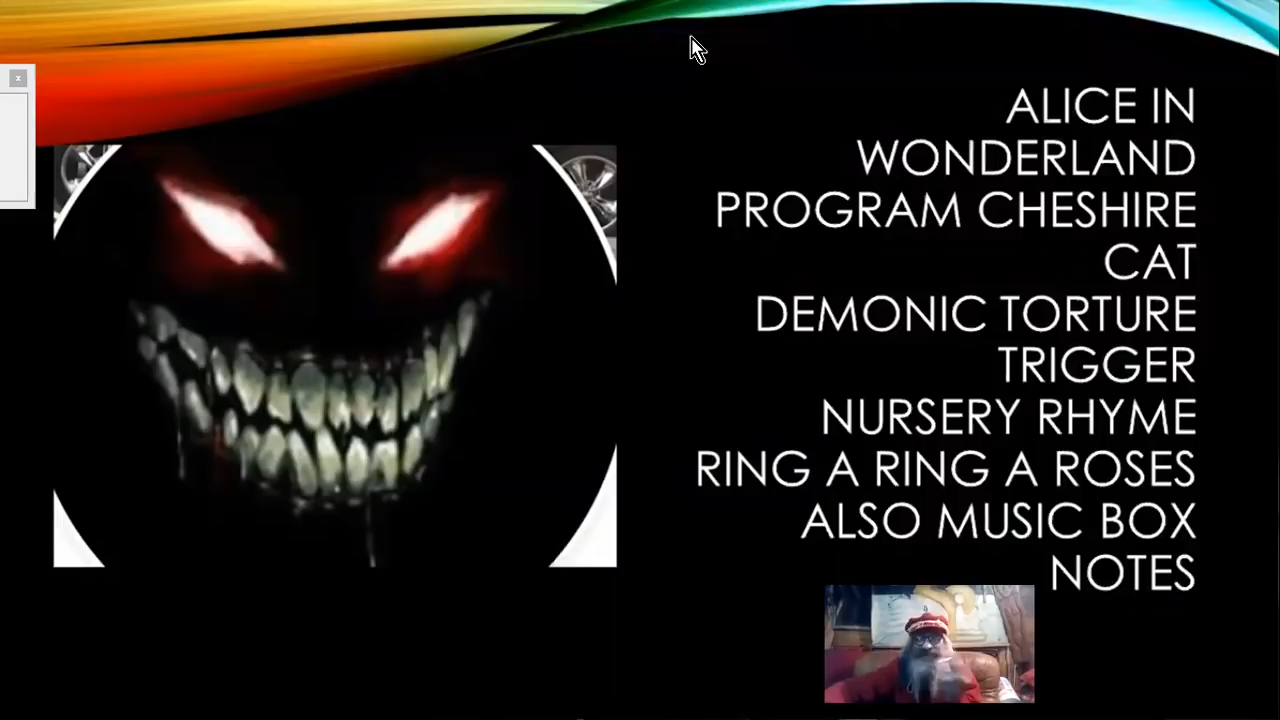 ALICE IN
WONDERLAND
PROGRAM CHESHIRE
CAT
DEMONIC TORTURE
TRIGGER
NURSERY RHYME
RING A RING A ROSES
ALSO MUSIC BOX
NOTES
x